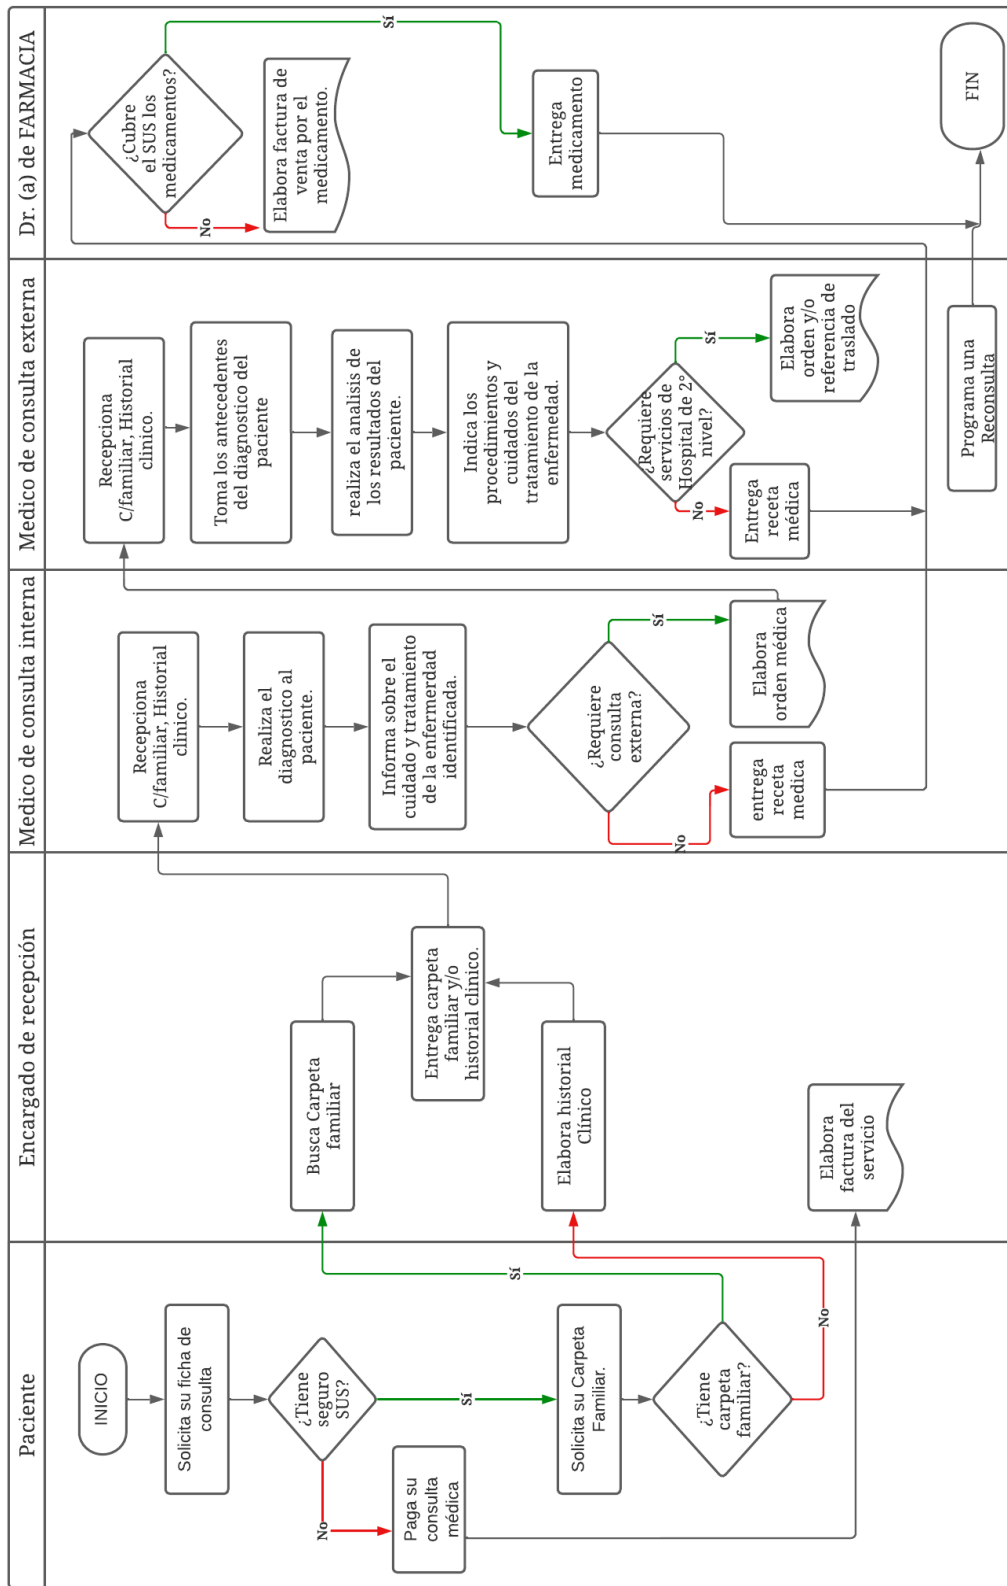 Paciente
INICIO
Solicita su ficha de
consulta
¿Tiene
seguro
SUS?
No
Sí
Paga su
consulta
médica
Solicita su Carpeta
Familiar.
¿Tiene
carpeta
familiar?
Sí
No
Encargado de recepción
Busca Carpeta
familiar
Entrega carpeta
familiar y/o
historial clinico.
Elabora historial
Clínico
Elabora
factura del
servicio
Medico de consulta interna
Recepciona
C/familiar, Historial
clinico.
Realiza el
diagnostico al
paciente.
Informa sobre el
cuidado y tratamiento
de la enfermerdad
identificada.
¿Requiere
consulta
externa?
No
Sí
entrega
receta
medica
Elabora
orden médica
Medico de consulta externa
Recepciona
C/familiar, Historial
clinico.
Toma los antecedentes
del diagnostico del
paciente
realiza el analisis de
los resultados del
paciente.
Indica los
procedimientos y
cuidados del
tratamiento de la
enfermedad.
¿Requiere
servicios de
Hospital de 2°
nivel?
No
Sí
Entrega
receta
médica
Elabora
orden y/o
referencia de
traslado
Programa una
Reconsulta
Dr. (a) de FARMACIA
¿Cubre
el SUS los
medicamentos?
No
Sí
Elabora factura de
venta por el
medicamento.
Entrega
medicamento
FIN